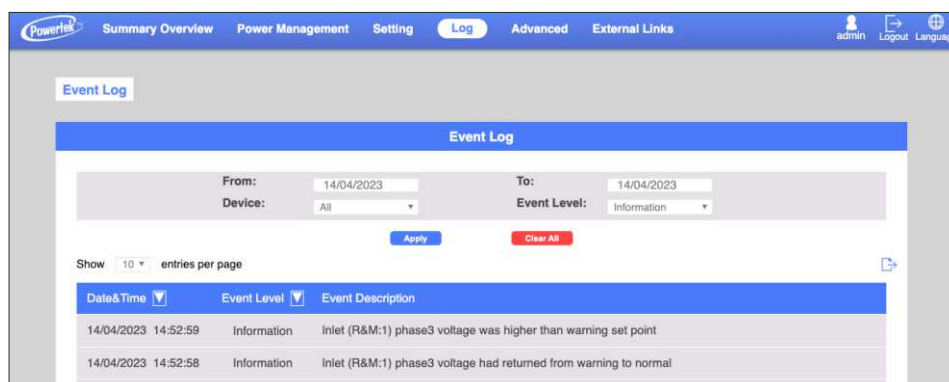 Powertek Summary Overview Power Management Setting Log Advanced External Links admin Logout Languag
Event Log
Event Log
From: 14/04/2023 To: 14/04/2023
Device: All Event Level: Information
Apply Clear All
Show 10 entries per page
Date&Time Event Level Event Description
14/04/2023 14:52:59 Information Inlet (R&M:1) phase3 voltage was higher than warning set point
14/04/2023 14:52:58 Information Inlet (R&M:1) phase3 voltage had returned from warning to normal